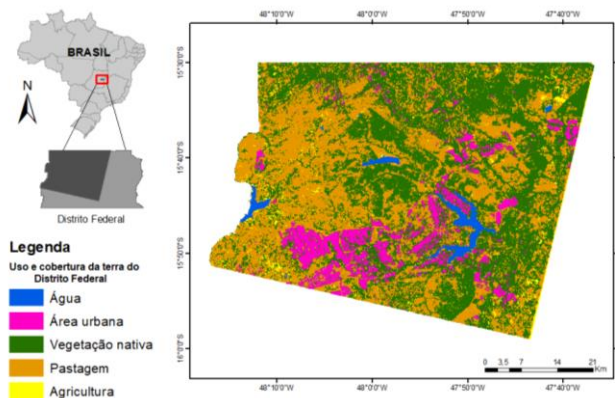 BRASIL
N
Distrito Federal
Legenda
Uso e cobertura da terra do
Distrito Federal
Água
Área urbana
Vegetação nativa
Pastagem
Agricultura
48°10'0"W 48°0'0"W 47°50'0"W 47°40'0"W
15°30'0"S
15°40'0"S
15°50'0"S
16°0'0"S
0 3,5 7 14 21
Km
48°10'0"W 48°0'0"W 47°50'0"W 47°40'0"W